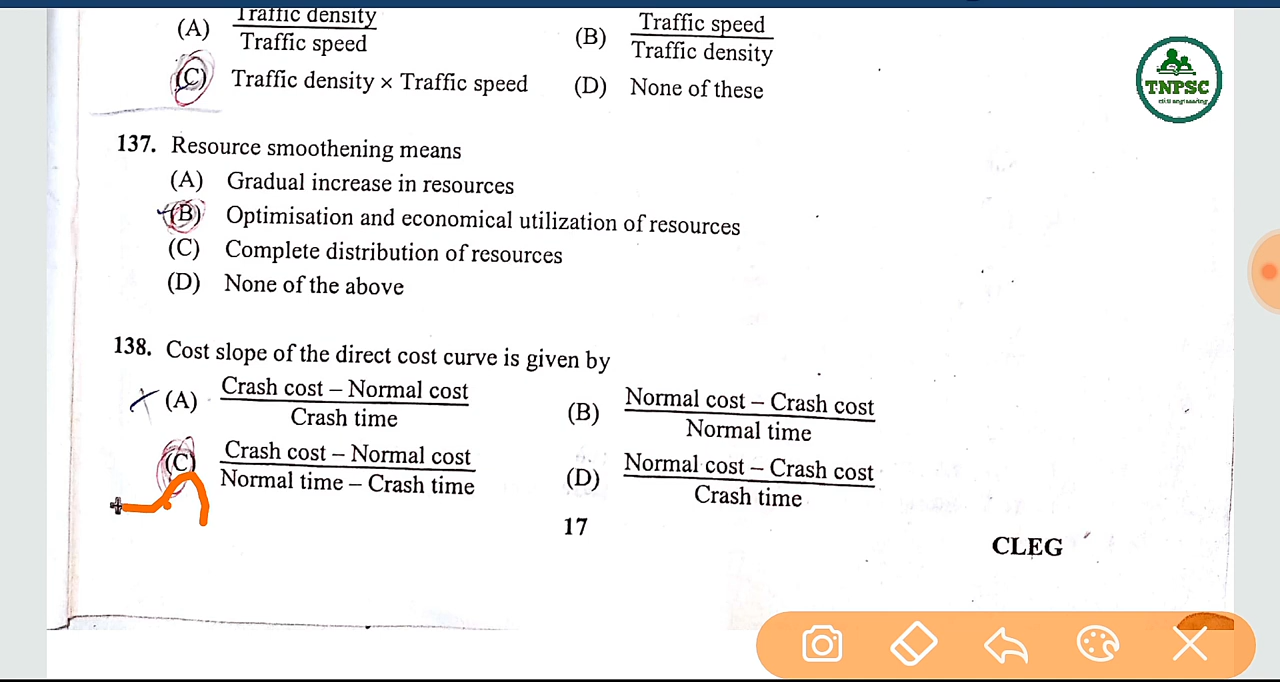 (A) Traffic density
Traffic speed
(B) Traffic speed
Traffic density
(C) Traffic density × Traffic speed
(D) None of these
TNPSC
137. Resource smoothening means
(A) Gradual increase in resources
(B) Optimisation and economical utilization of resources
(C) Complete distribution of resources
(D) None of the above
138. Cost slope of the direct cost curve is given by
(A) Crash cost – Normal cost
Crash time
(B) Normal cost – Crash cost
Normal time
(C) Crash cost – Normal cost
Normal time – Crash time
(D) Normal cost – Crash cost
Crash time
17
CLEG